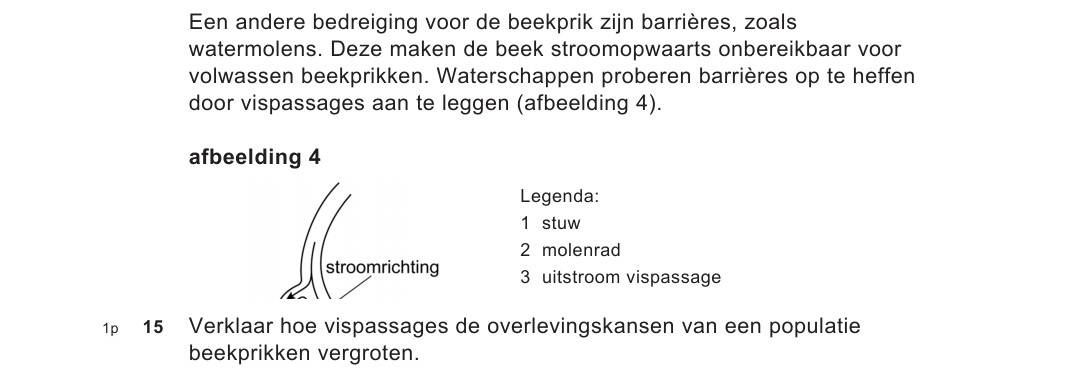 Een andere bedreiging voor de beekprik zijn barrières, zoals
watermolens. Deze maken de beek stroomopwaarts onbereikbaar voor
volwassen beekprikken. Waterschappen proberen barrières op te heffen
door vispassages aan te leggen (afbeelding 4).
afbeelding 4
stroomrichting
Legenda:
1 stuw
2 molenrad
3 uitstroom vispassage
1p 15 Verklaar hoe vispassages de overlevingskansen van een populatie
beekprikken vergroten.